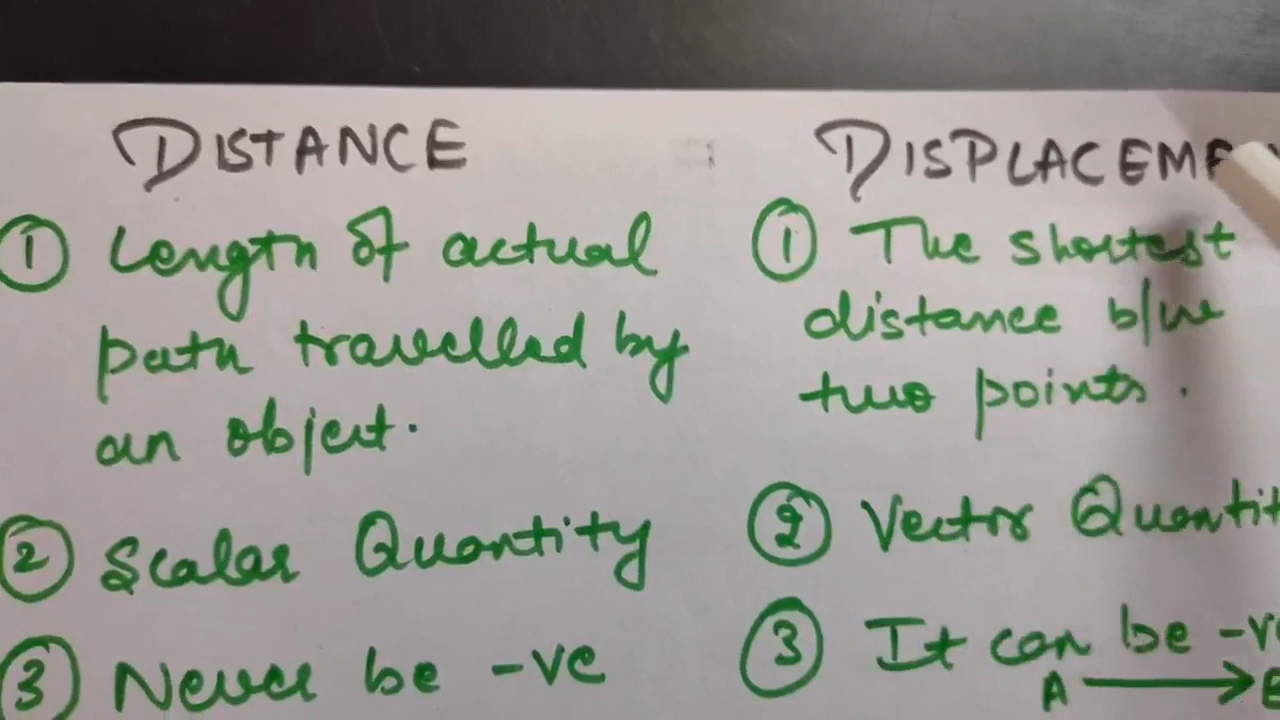 DISTANCE
① Length of actual
path travelled by
an object.
② Scalar Quantity
③ Never be -ve
DISPLACEME
① The shortest
distance b/w
two points.
② Vector Quantit
③ It can be -ve
A → B